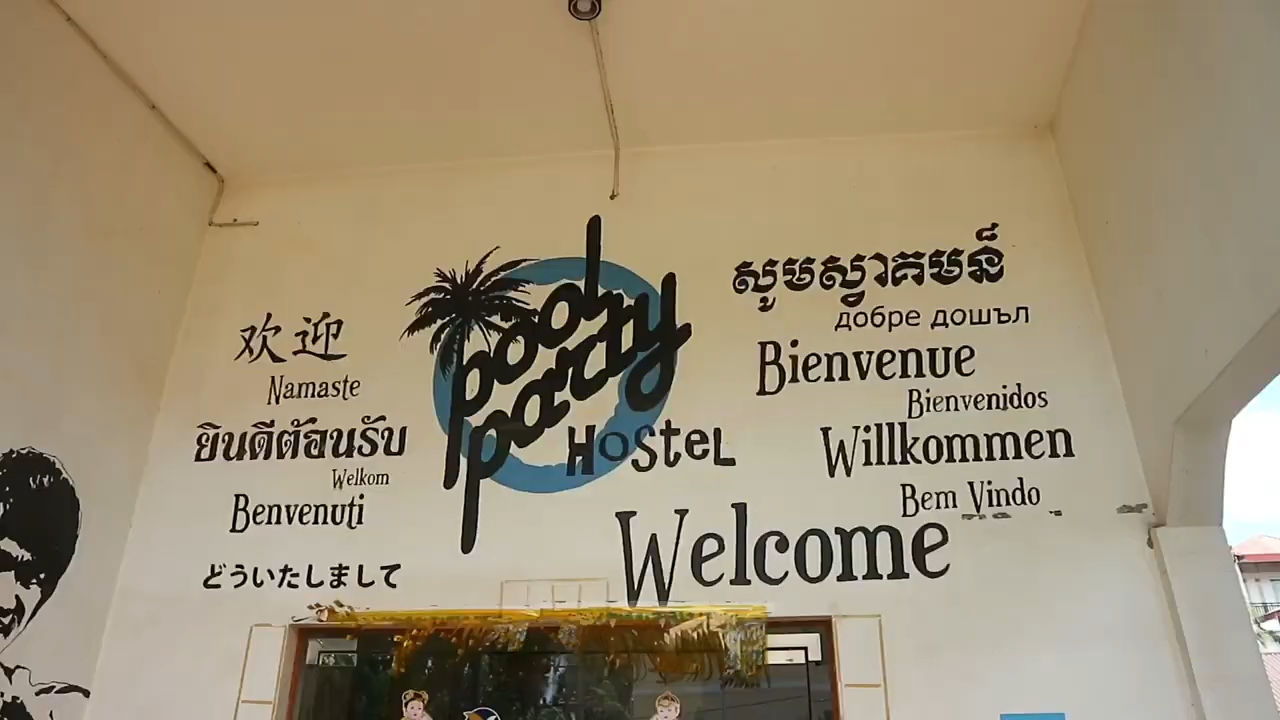 欢迎
Namaste
ยินดีต้อนรับ
Welkom
Benvenuti
どういたしまして
pool
party
HosteL
សូមស្វាគមន៍
добре дошъл
Bienvenue
Bienvenidos
Willkommen
Bem Vindo
Welcome